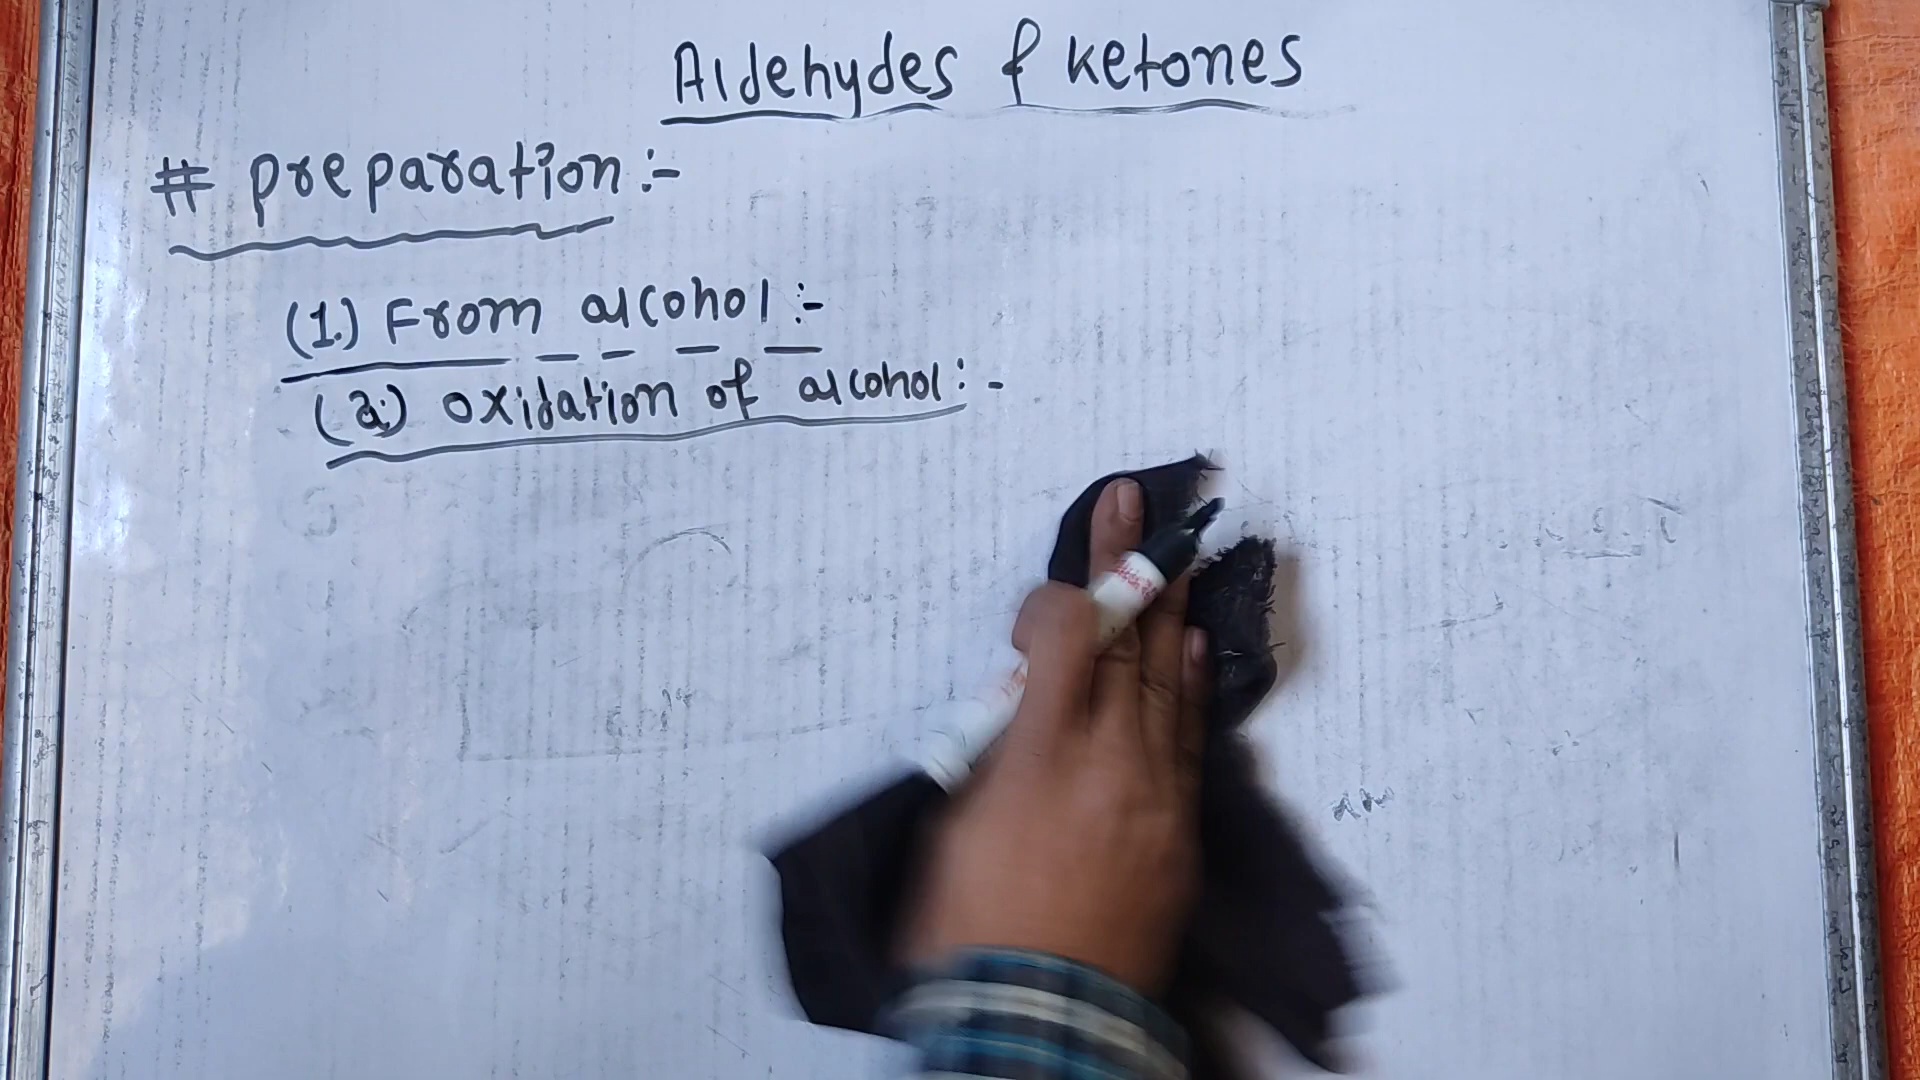 Aldehydes & Ketones
# preparation :-
(1.) From alcohol :-
(a.) oxidation of alcohol : -